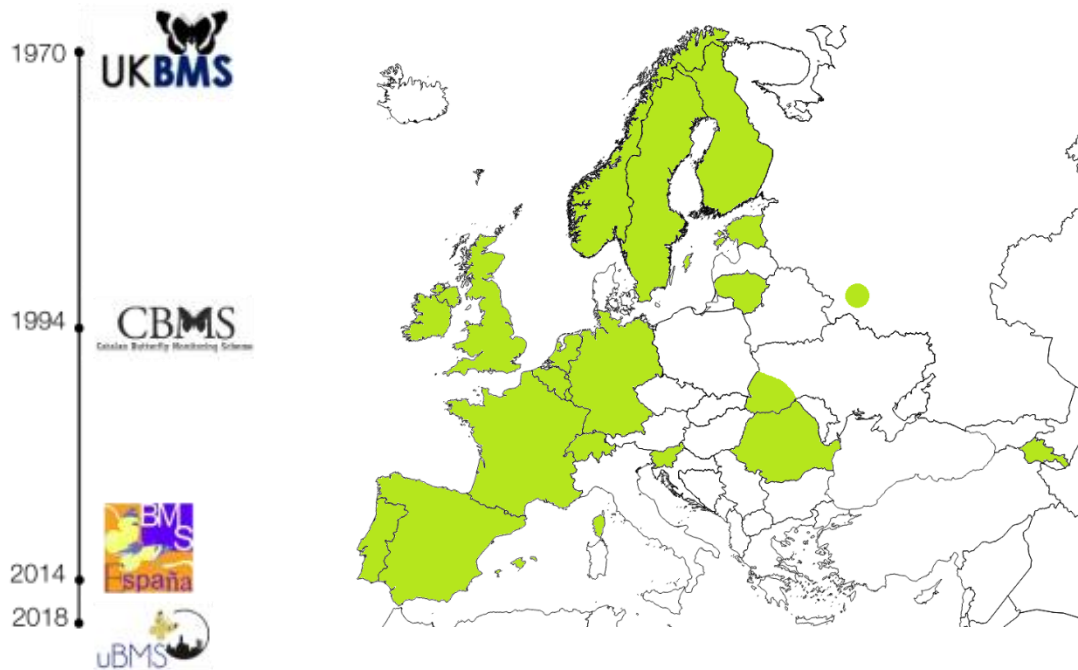 1970
UKBMS
1994
CBMS
Catalan Butterfly Monitoring Scheme
BMS
España
2014
2018
uBMS